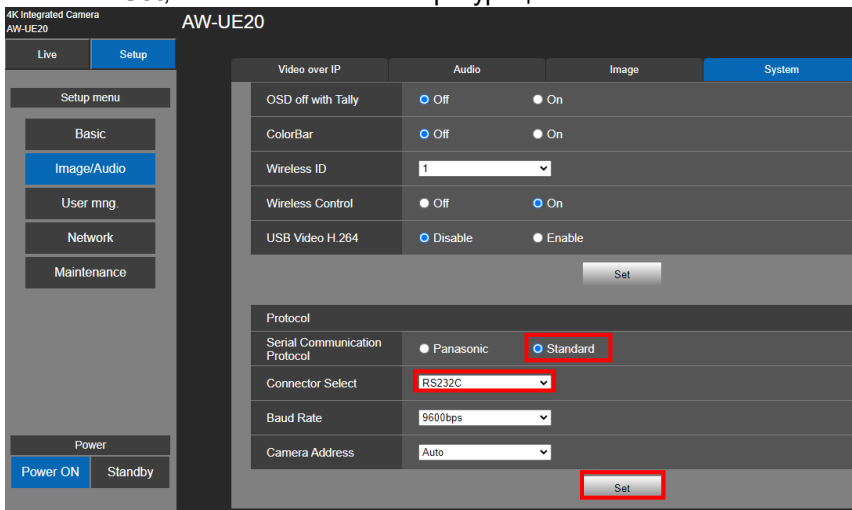 4K Integrated Camera
AW-UE20
AW-UE20
Live Setup
Video over IP Audio Image System
Setup menu
OSD off with Tally Off On
Basic
ColorBar Off On
Image/Audio
Wireless ID 1
User mng.
Wireless Control Off On
Network
USB Video H.264 Disable Enable
Maintenance
Set
Protocol
Serial Communication Protocol Panasonic Standard
Connector Select RS232C
Baud Rate 9600bps
Power
Camera Address Auto
Power ON Standby
Set